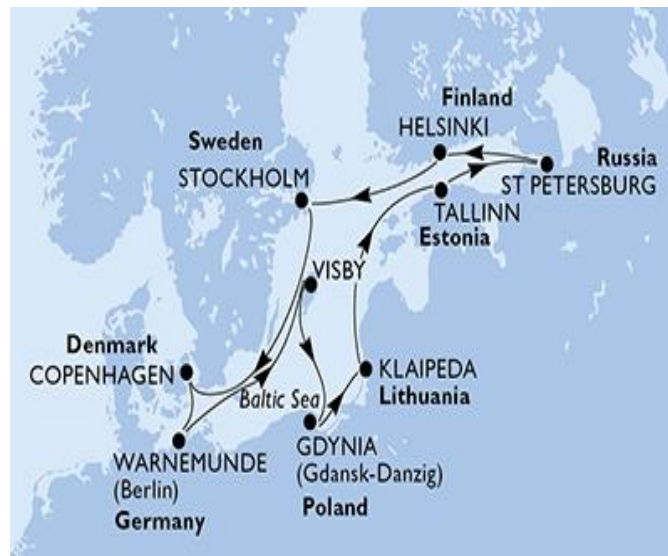 Finland
HELSINKI
Sweden
STOCKHOLM
Russia
ST PETERSBURG
TALLINN
Estonia
VISBY
Denmark
COPENHAGEN
KLAIPEDA
Lithuania
Baltic Sea
WARNEMUNDE
(Berlin)
Germany
GDYNIA
(Gdansk-Danzig)
Poland